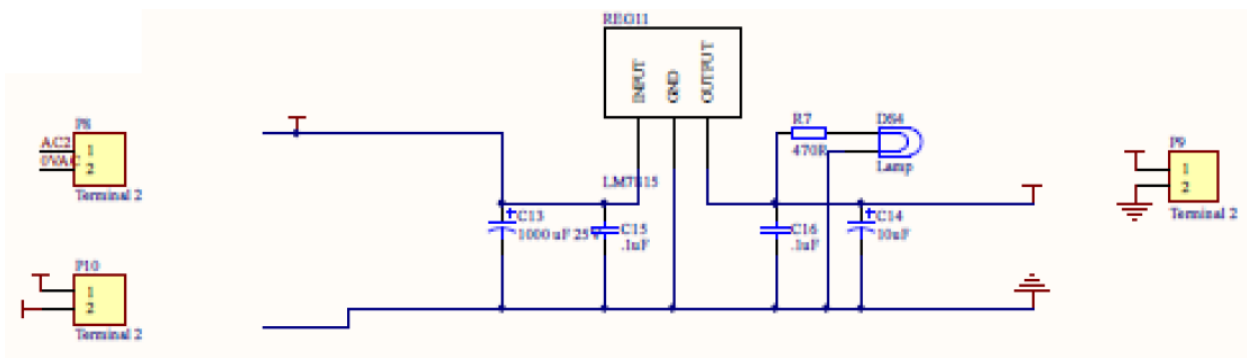 REG11
INPUT
GND
OUTPUT
LM7815
P8
AC2
0VAC
1
2
Terminal 2
P10
1
2
Terminal 2
C13
1000 uF 25V
C15
.1uF
R7
470R
DS4
Lamp
C16
.1uF
C14
10uF
P9
1
2
Terminal 2